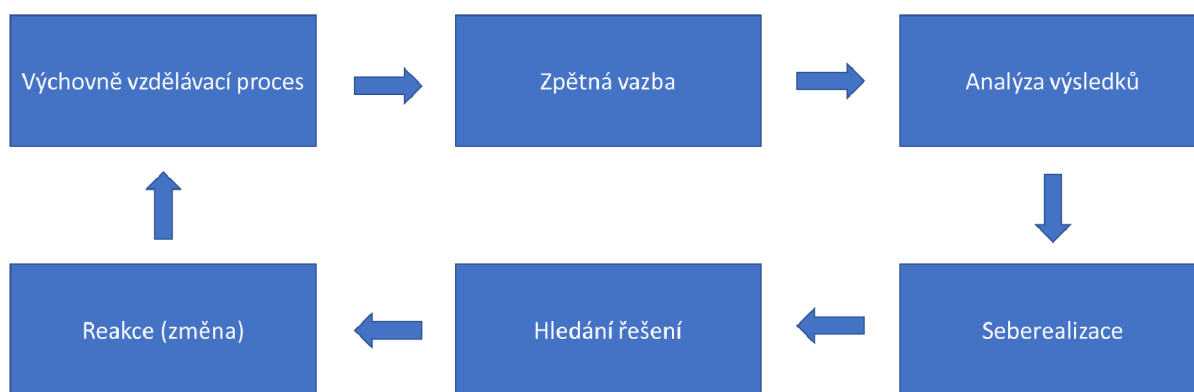 Výchovně vzdělávací proces
Zpětná vazba
Analýza výsledků
Seberealizace
Hledání řešení
Reakce (změna)